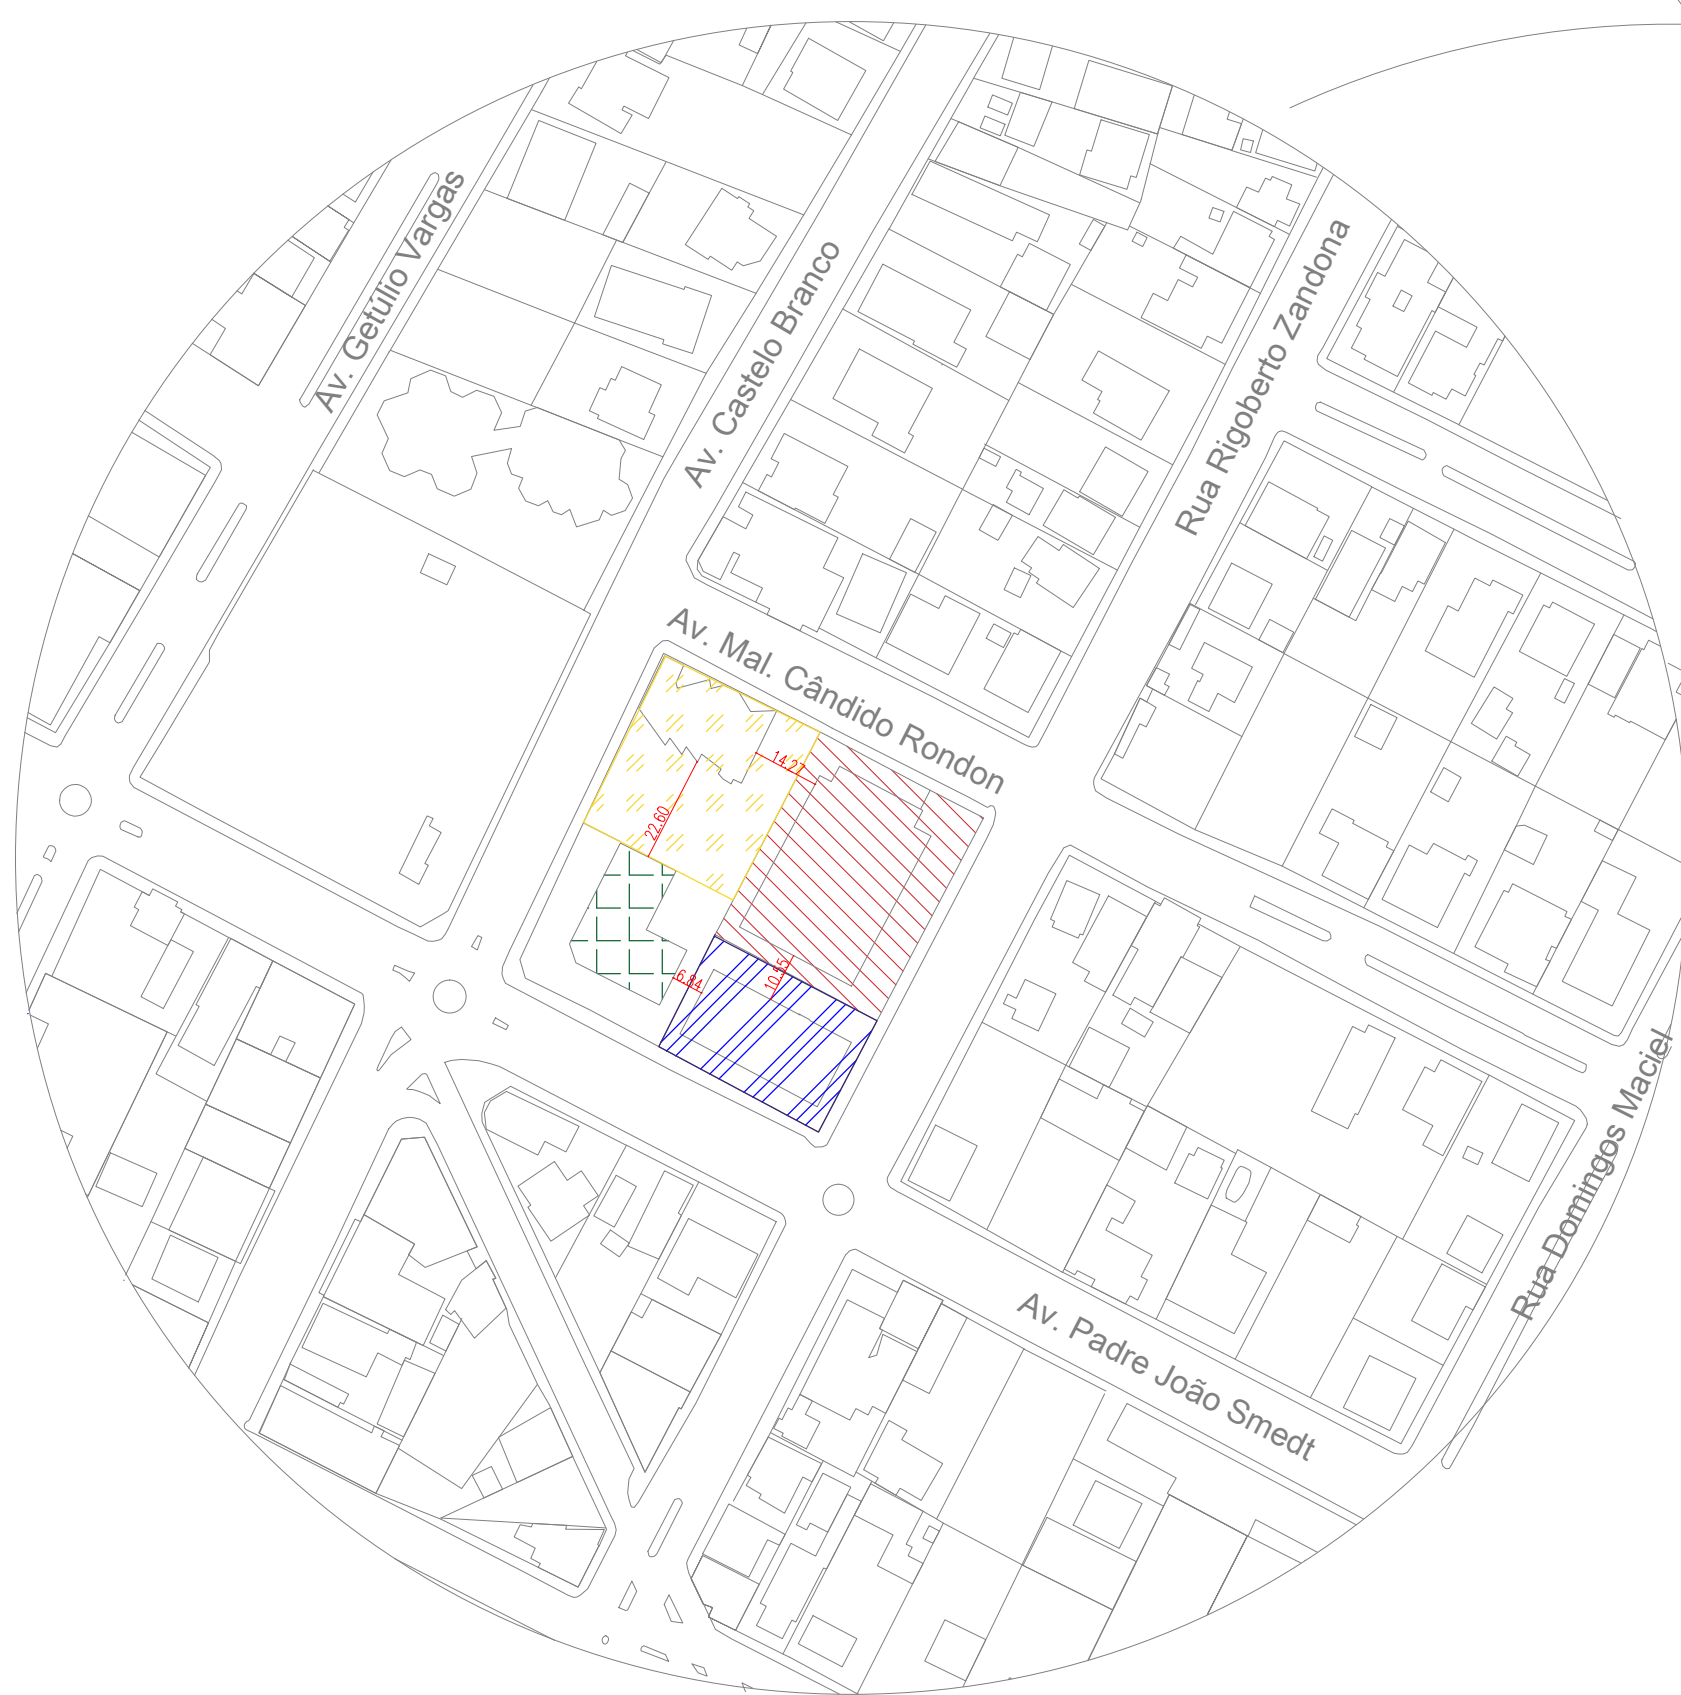 Av. Getúlio Vargas
Av. Castelo Branco
Rua Rigoberto Zandona
Av. Mal. Cândido Rondon
14.27
22.60
6.84
10.55
Rua Domingos Maciel
Av. Padre João Smedt